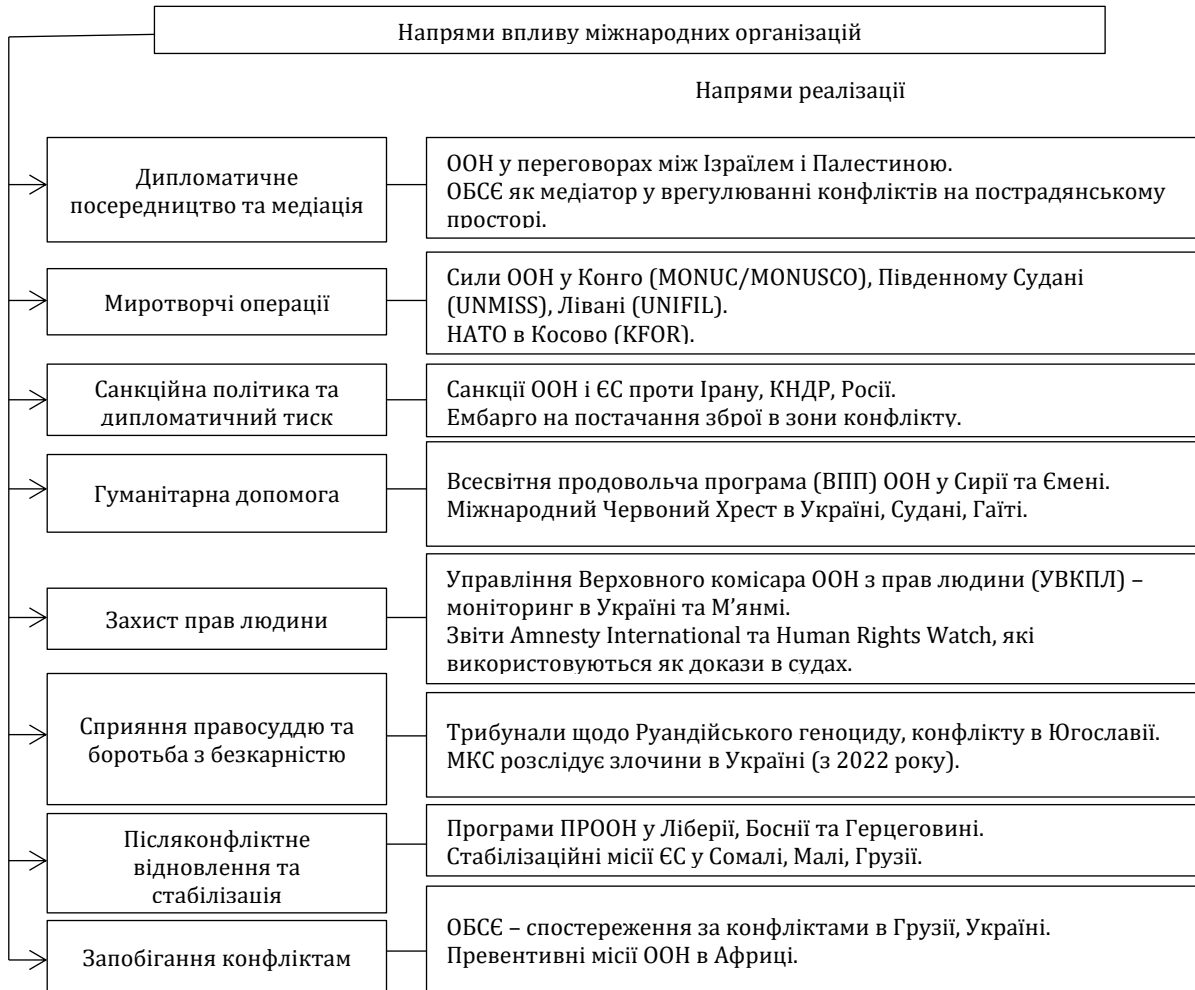 Напрями впливу міжнародних організацій
Напрями реалізації
Дипломатичне
посередництво та медіація
ООН у переговорах між Ізраїлем і Палестиною.
ОБСЄ як медіатор у врегулюванні конфліктів на пострадянському
просторі.
Миротворчі операції
Сили ООН у Конго (MONUC/MONUSCO), Південному Судані
(UNMISS), Лівані (UNIFIL).
НАТО в Косово (KFOR).
Санкційна політика та
дипломатичний тиск
Санкції ООН і ЄС проти Ірану, КНДР, Росії.
Ембарго на постачання зброї в зони конфлікту.
Гуманітарна допомога
Всесвітня продовольча програма (ВПП) ООН у Сирії та Ємені.
Міжнародний Червоний Хрест в Україні, Судані, Гаїті.
Захист прав людини
Управління Верховного комісара ООН з прав людини (УВКПЛ) –
моніторинг в Україні та М’янмі.
Звіти Amnesty International та Human Rights Watch, які
використовуються як докази в судах.
Сприяння правосуддю та
боротьба з безкарністю
Трибунали щодо Руандійського геноциду, конфлікту в Югославії.
МКС розслідує злочини в Україні (з 2022 року).
Післяконфліктне
відновлення та
стабілізація
Програми ПРООН у Ліберії, Боснії та Герцеговині.
Стабілізаційні місії ЄС у Сомалі, Малі, Грузії.
Запобігання конфліктам
ОБСЄ – спостереження за конфліктами в Грузії, Україні.
Превентивні місії ООН в Африці.